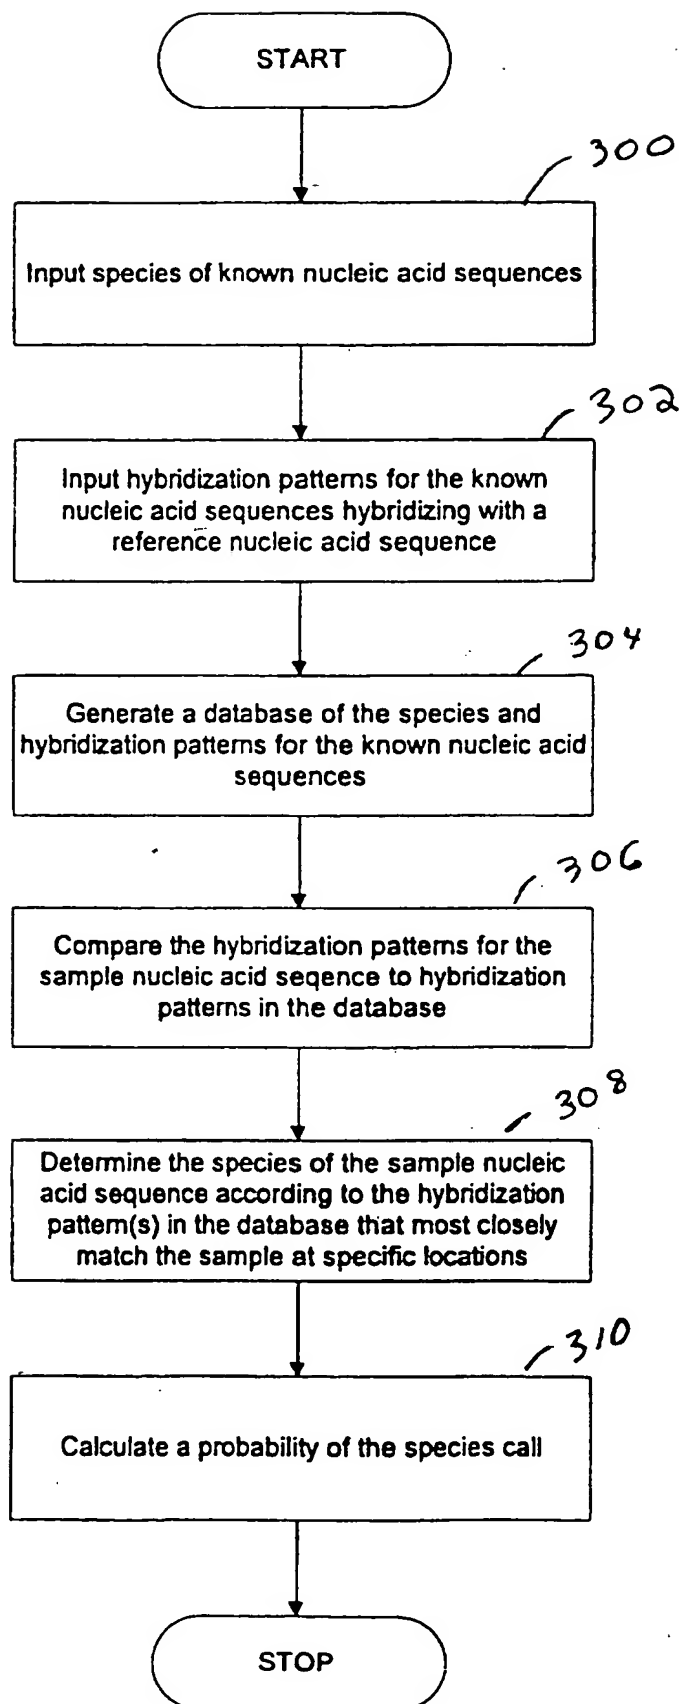 START
300
Input species of known nucleic acid sequences
302
Input hybridization patterns for the known
nucleic acid sequences hybridizing with a
reference nucleic acid sequence
304
Generate a database of the species and
hybridization patterns for the known nucleic acid
sequences
306
Compare the hybridization patterns for the
sample nucleic acid seqence to hybridization
patterns in the database
308
Determine the species of the sample nucleic
acid sequence according to the hybridization
pattern(s) in the database that most closely
match the sample at specific locations
310
Calculate a probability of the species call
STOP